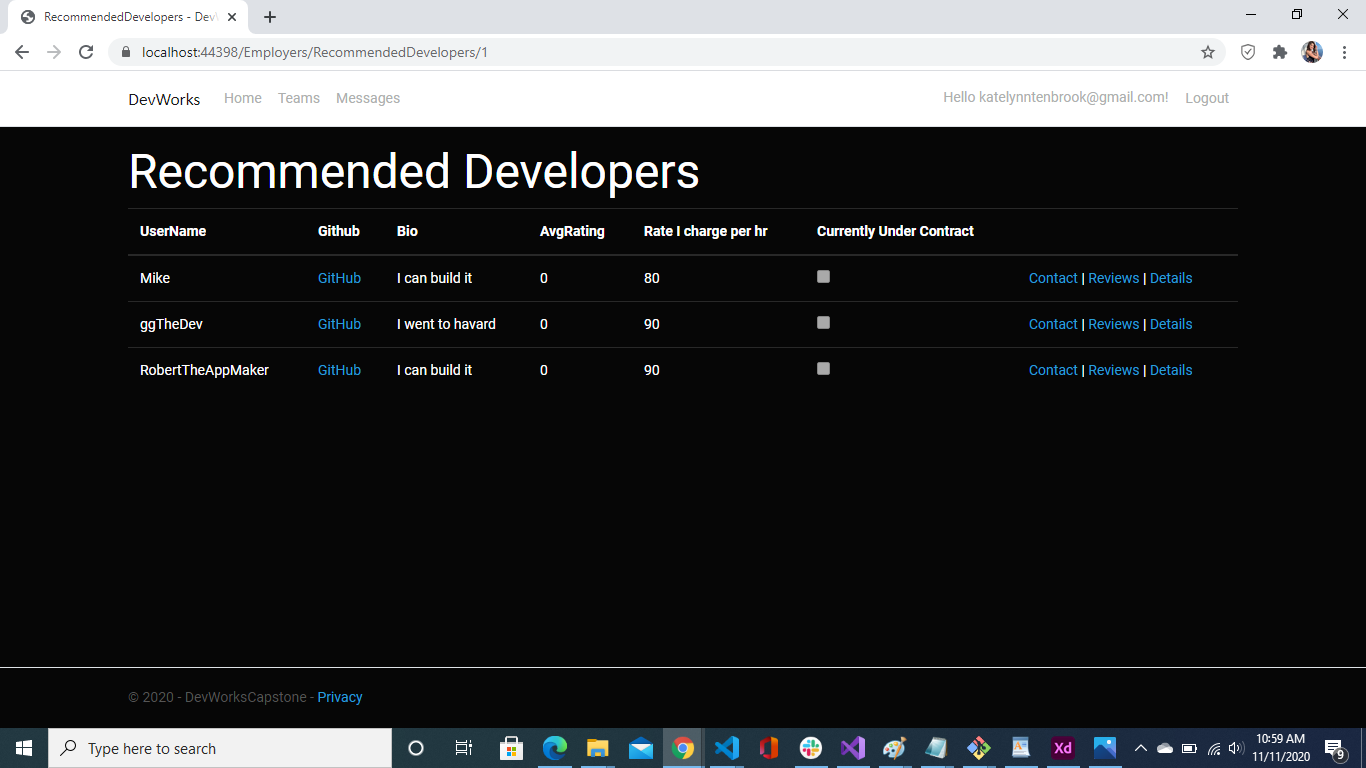 RecommendedDevelopers - Dev
localhost:44398/Employers/RecommendedDevelopers/1
DevWorks Home Teams Messages Hello katelynntenbrook@gmail.com! Logout
Recommended Developers
UserName Github Bio AvgRating Rate I charge per hr Currently Under Contract
Mike GitHub I can build it 0 80 Contact | Reviews | Details
ggTheDev GitHub I went to havard 0 90 Contact | Reviews | Details
RobertTheAppMaker GitHub I can build it 0 90 Contact | Reviews | Details
© 2020 - DevWorksCapstone - Privacy
Type here to search
Xd
10:59 AM
11/11/2020
9